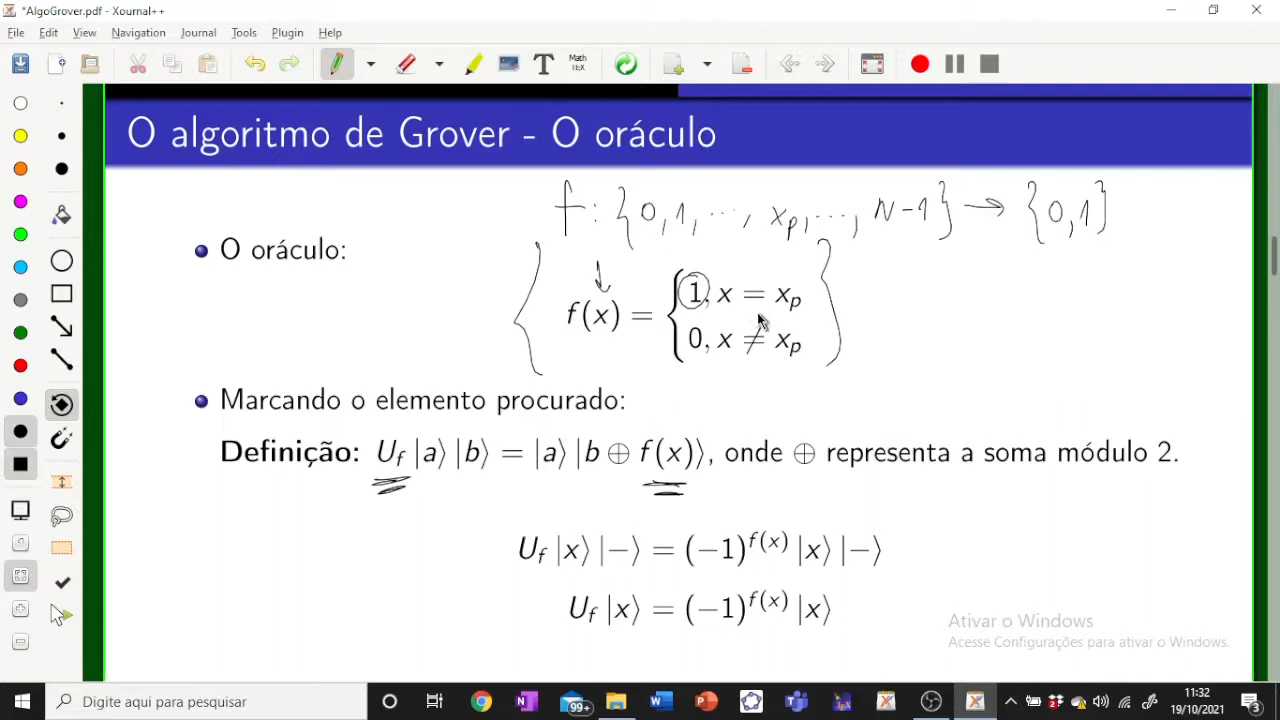 *AlgoGrover.pdf - Xournal++
File Edit View Navigation Journal Tools Plugin Help
T Math TEX
O algoritmo de Grover - O oráculo
f: {0,1, ..., x_p, ..., N-1} → {0,1}
O oráculo:
f(x) = { 1, x = x_p
0, x ≠ x_p
Marcando o elemento procurado:
Definição: U_f |a⟩ |b⟩ = |a⟩ |b ⊕ f(x)⟩, onde ⊕ representa a soma módulo 2.
U_f |x⟩ |−⟩ = (−1)^{f(x)} |x⟩ |−⟩
U_f |x⟩ = (−1)^{f(x)} |x⟩
Ativar o Windows
Acesse Configurações para ativar o Windows.
Digite aqui para pesquisar
99+
11:32
19/10/2021
3